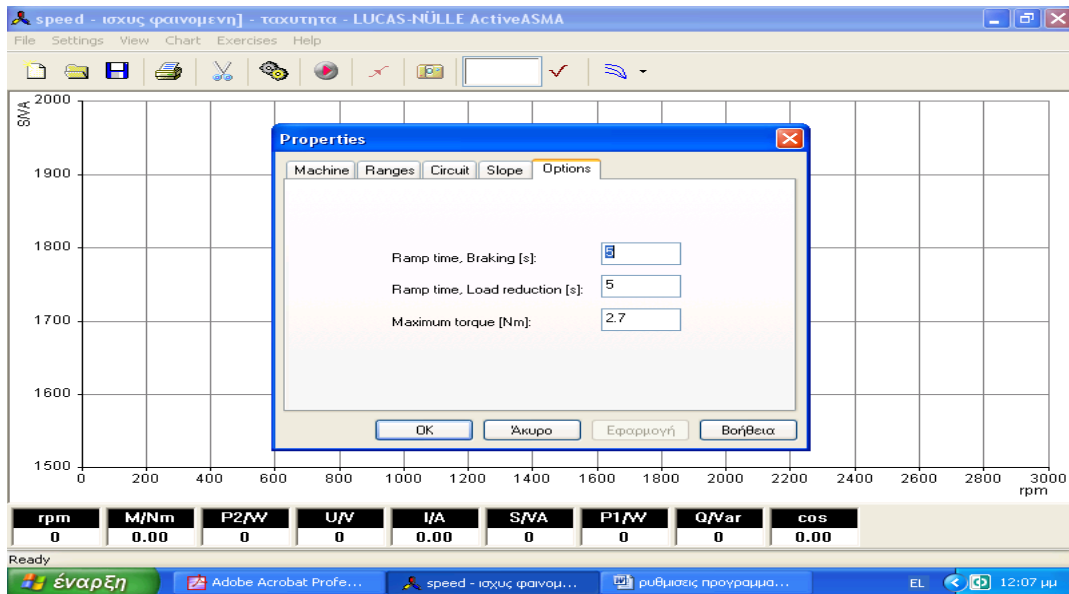 speed - ισχυς φαινομενη] - ταχυτητα - LUCAS-NÜLLE ActiveASMA
File Settings View Chart Exercises Help
S/VA
2000
1900
1800
1700
1600
1500
0 200 400 600 800 1000 1200 1400 1600 1800 2000 2200 2400 2600 2800 3000
rpm
Properties
Machine Ranges Circuit Slope Options
Ramp time, Braking [s]: 5
Ramp time, Load reduction [s]: 5
Maximum torque [Nm]: 2.7
OK Άκυρο Εφαρμογή Βοήθεια
rpm M/Nm P2/W U/V I/A S/VA P1/W Q/Var cos
0 0.00 0 0 0.00 0 0 0 0.00
Ready
έναρξη Adobe Acrobat Profe... speed - ισχυς φαινομ... ρυθμισεις προγραμμα... EL 12:07 μμ